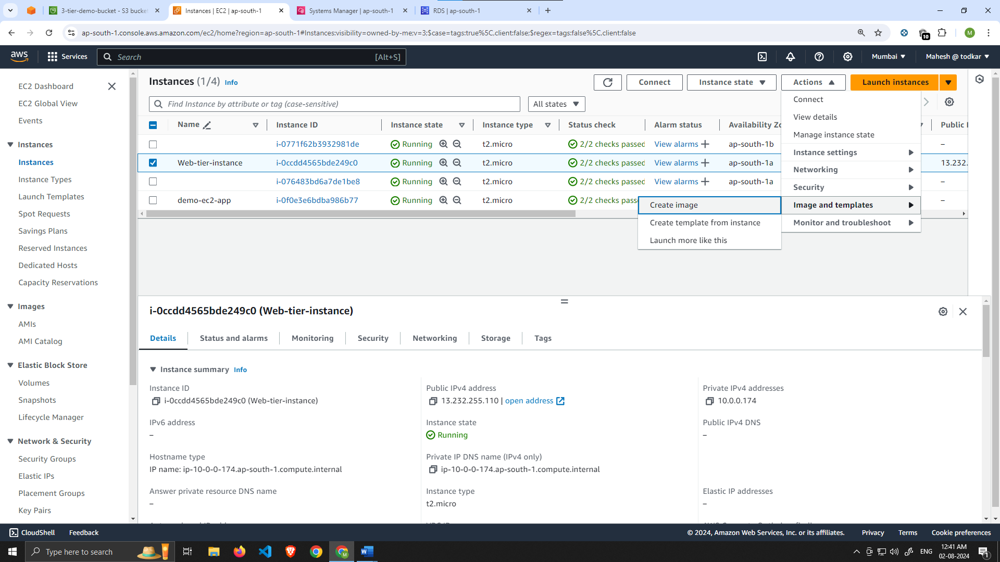 3-tier-demo-bucket - S3 bucket
Instances | EC2 | ap-south-1
Systems Manager | ap-south-1
RDS | ap-south-1
ap-south-1.console.aws.amazon.com/ec2/home?region=ap-south-1#Instances:visibility=owned-by-me;v=3;$case=tags:true%5C,client:false;$regex=tags:false%5C,client:false
10
M
aws
Services
Search
[Alt+S]
Mumbai
Mahesh @ todkar
EC2 Dashboard
EC2 Global View
Events
Instances
Instances
Instance Types
Launch Templates
Spot Requests
Savings Plans
Reserved Instances
Dedicated Hosts
Capacity Reservations
Images
AMIs
AMI Catalog
Elastic Block Store
Volumes
Snapshots
Lifecycle Manager
Network & Security
Security Groups
Elastic IPs
Placement Groups
Key Pairs
Instances (1/4) Info
Connect
Instance state
Actions
Launch instances
Find Instance by attribute or tag (case-sensitive)
All states
Name Instance ID Instance state Instance type Status check Alarm status Availability Zo Public I
i-0771f62b3932981de Running t2.micro 2/2 checks passed View alarms ap-south-1b –
Web-tier-instance i-0ccdd4565bde249c0 Running t2.micro 2/2 checks passed View alarms ap-south-1a 13.232.
i-076483bd6a7de1be8 Running t2.micro 2/2 checks passed View alarms ap-south-1a –
demo-ec2-app i-0f0e3e6bdba986b77 Running t2.micro 2/2 checks passe –
Connect
View details
Manage instance state
Instance settings
Networking
Security
Image and templates
Monitor and troubleshoot
Create image
Create template from instance
Launch more like this
i-0ccdd4565bde249c0 (Web-tier-instance)
Details
Status and alarms
Monitoring
Security
Networking
Storage
Tags
Instance summary Info
Instance ID
i-0ccdd4565bde249c0 (Web-tier-instance)
Public IPv4 address
13.232.255.110 | open address
Private IPv4 addresses
10.0.0.174
IPv6 address
–
Instance state
Running
Public IPv4 DNS
–
Hostname type
IP name: ip-10-0-0-174.ap-south-1.compute.internal
Private IP DNS name (IPv4 only)
ip-10-0-0-174.ap-south-1.compute.internal
Answer private resource DNS name
–
Instance type
t2.micro
Elastic IP addresses
–
CloudShell
Feedback
© 2024, Amazon Web Services, Inc. or its affiliates.
Privacy
Terms
Cookie preferences
Type here to search
ENG
12:41 AM
02-08-2024
1